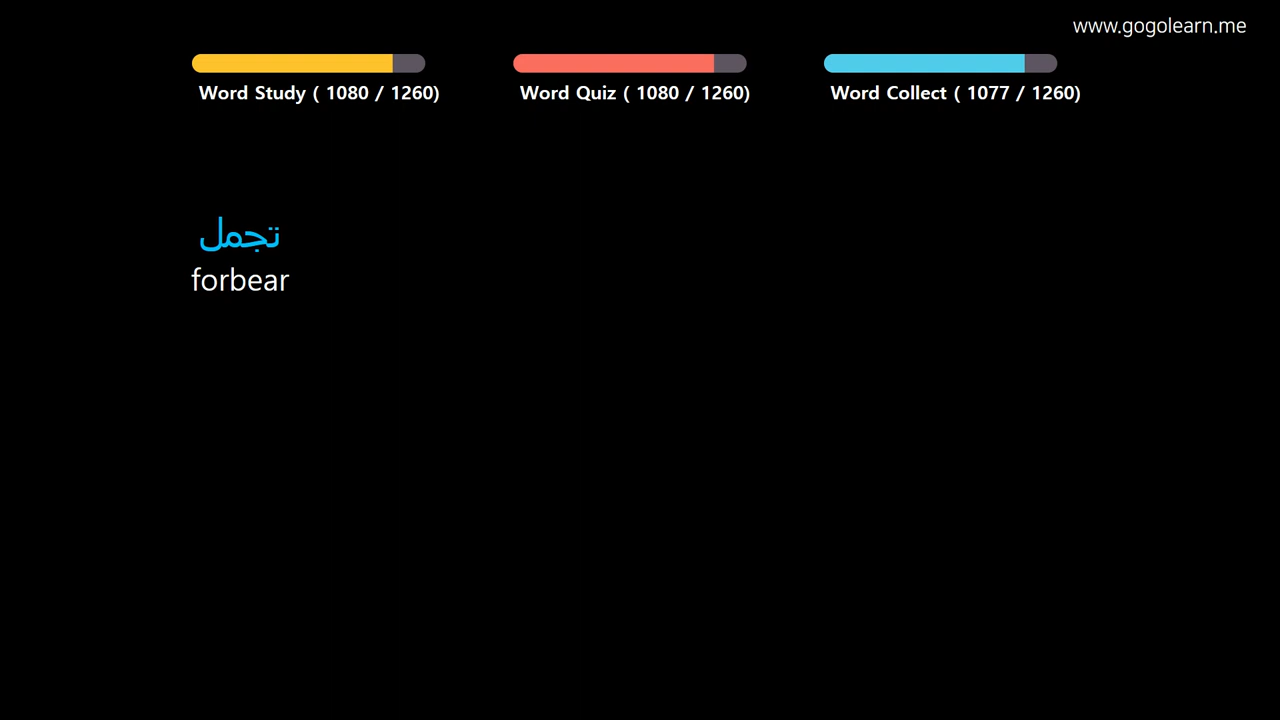 www.gogolearn.me
Word Study ( 1080 / 1260)
Word Quiz ( 1080 / 1260)
Word Collect ( 1077 / 1260)
تجمل
forbear